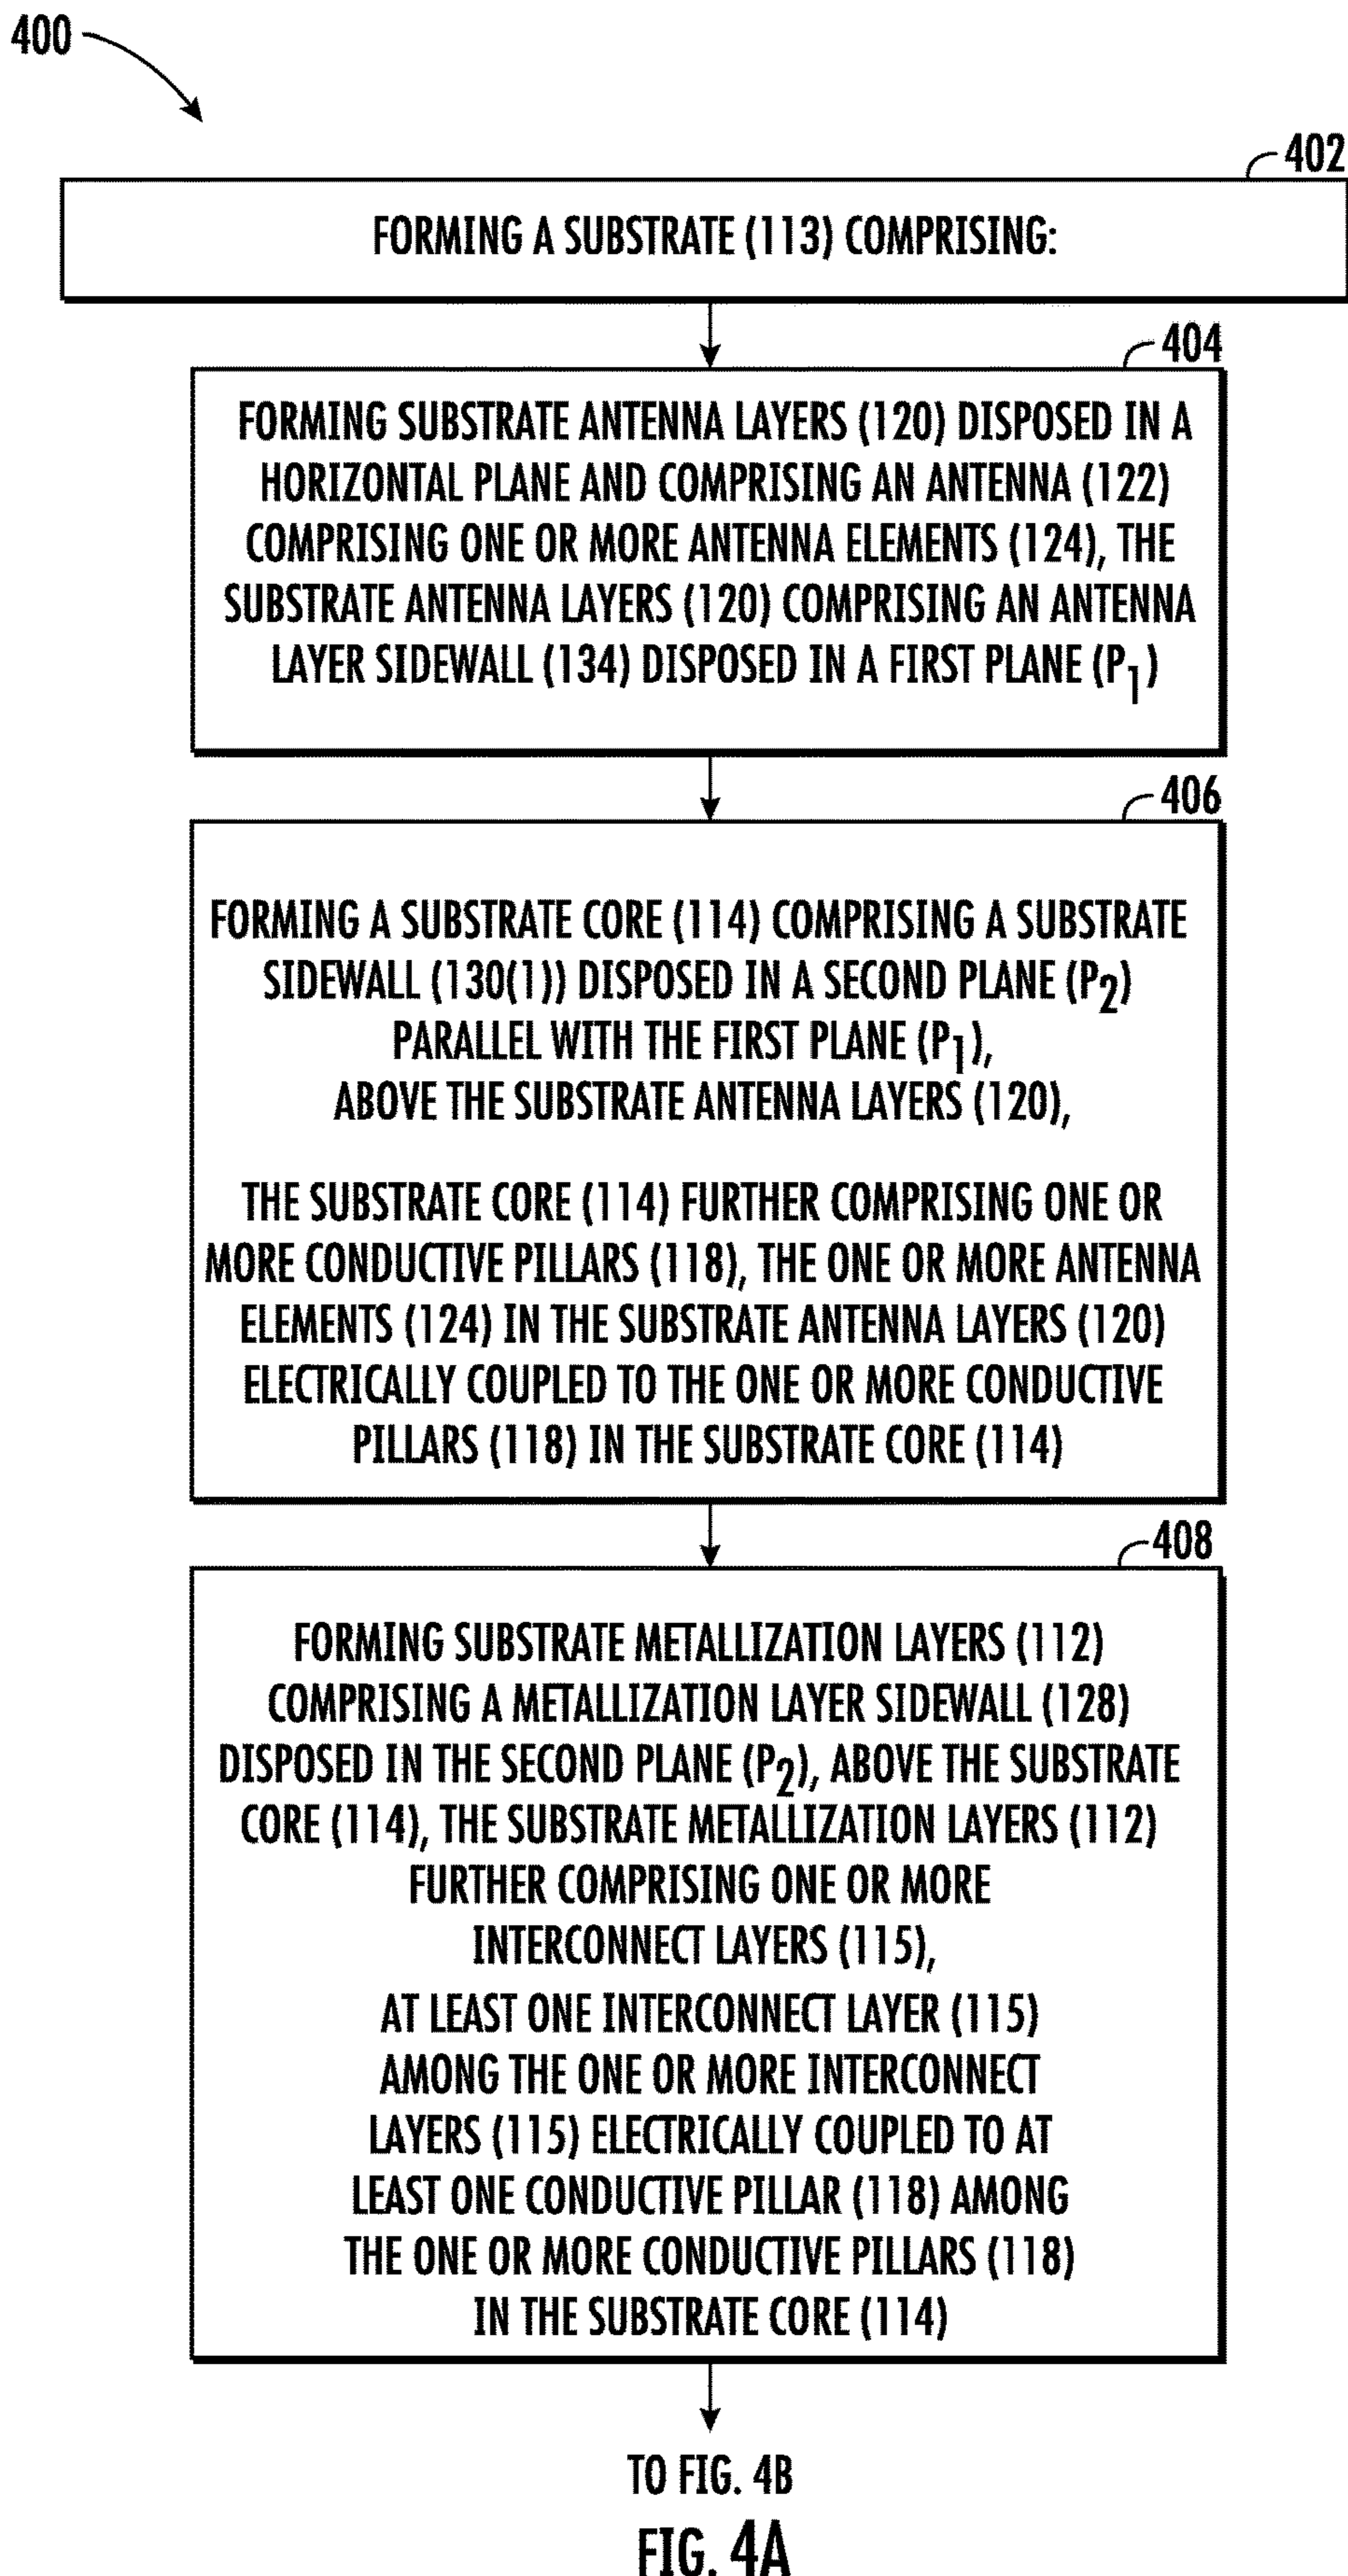 400
402
FORMING A SUBSTRATE (113) COMPRISING:
404
FORMING SUBSTRATE ANTENNA LAYERS (120) DISPOSED IN A
HORIZONTAL PLANE AND COMPRISING AN ANTENNA (122)
COMPRISING ONE OR MORE ANTENNA ELEMENTS (124), THE
SUBSTRATE ANTENNA LAYERS (120) COMPRISING AN ANTENNA
LAYER SIDEWALL (134) DISPOSED IN A FIRST PLANE (P1)
406
FORMING A SUBSTRATE CORE (114) COMPRISING A SUBSTRATE
SIDEWALL (130(1)) DISPOSED IN A SECOND PLANE (P2)
PARALLEL WITH THE FIRST PLANE (P1),
ABOVE THE SUBSTRATE ANTENNA LAYERS (120),
THE SUBSTRATE CORE (114) FURTHER COMPRISING ONE OR
MORE CONDUCTIVE PILLARS (118), THE ONE OR MORE ANTENNA
ELEMENTS (124) IN THE SUBSTRATE ANTENNA LAYERS (120)
ELECTRICALLY COUPLED TO THE ONE OR MORE CONDUCTIVE
PILLARS (118) IN THE SUBSTRATE CORE (114)
408
FORMING SUBSTRATE METALLIZATION LAYERS (112)
COMPRISING A METALLIZATION LAYER SIDEWALL (128)
DISPOSED IN THE SECOND PLANE (P2), ABOVE THE SUBSTRATE
CORE (114), THE SUBSTRATE METALLIZATION LAYERS (112)
FURTHER COMPRISING ONE OR MORE
INTERCONNECT LAYERS (115),
AT LEAST ONE INTERCONNECT LAYER (115)
AMONG THE ONE OR MORE INTERCONNECT
LAYERS (115) ELECTRICALLY COUPLED TO AT
LEAST ONE CONDUCTIVE PILLAR (118) AMONG
THE ONE OR MORE CONDUCTIVE PILLARS (118)
IN THE SUBSTRATE CORE (114)
TO FIG. 4B
FIG. 4A